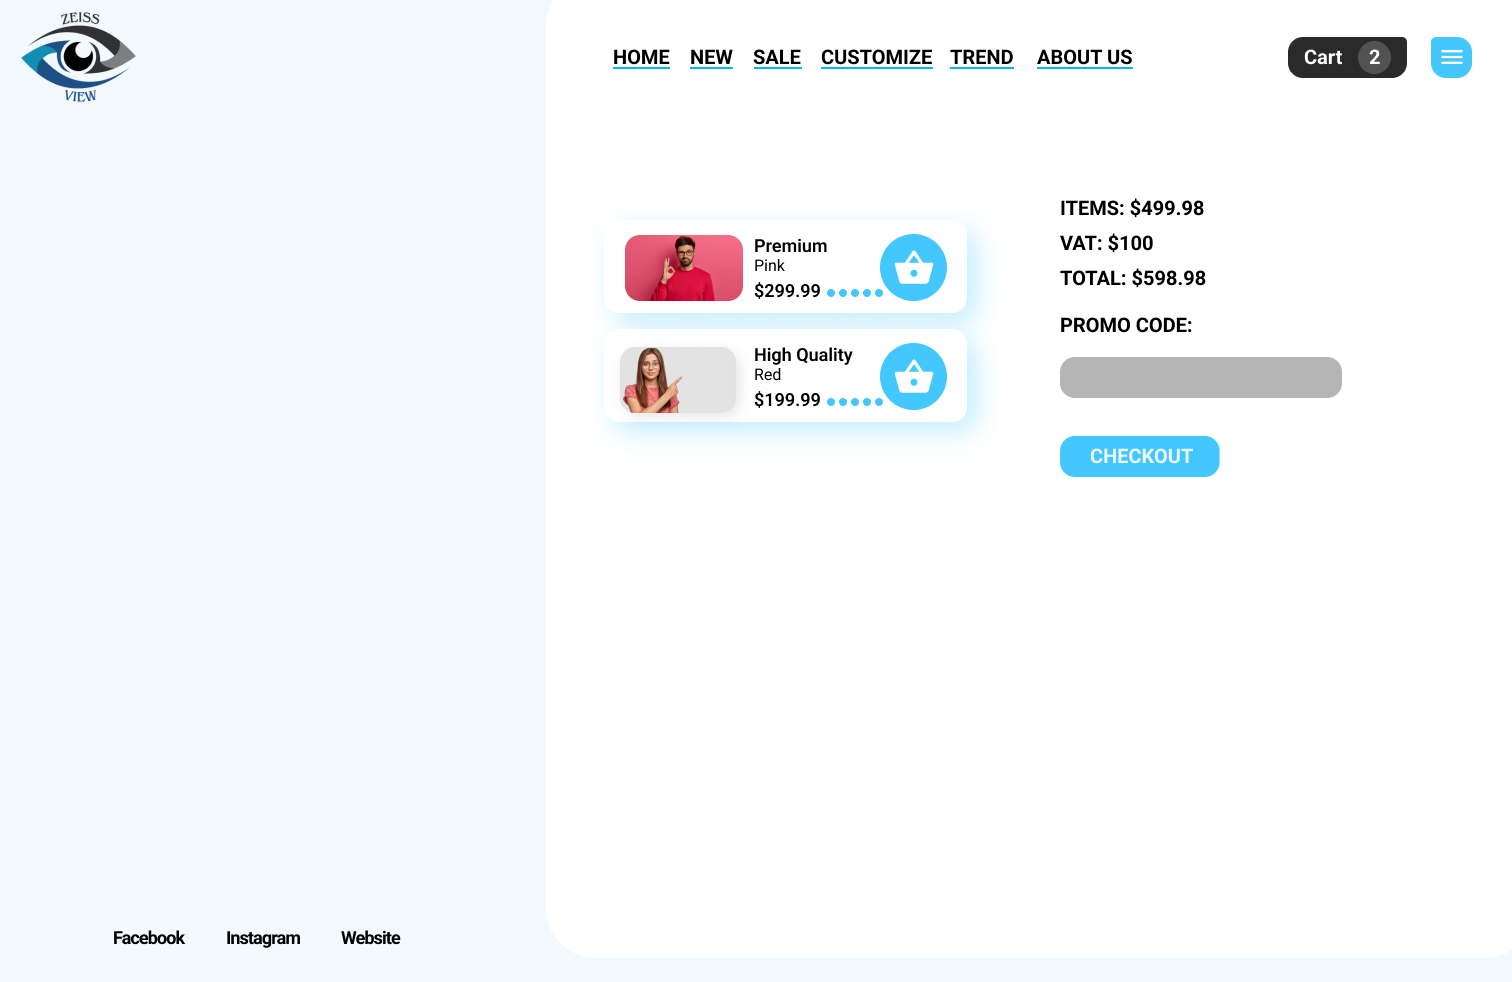 ZEISS
VIEW
HOME NEW SALE CUSTOMIZE TREND ABOUT US
Cart 2
Premium
Pink
$299.99
High Quality
Red
$199.99
ITEMS: $499.98
VAT: $100
TOTAL: $598.98
PROMO CODE:
CHECKOUT
Facebook Instagram Website